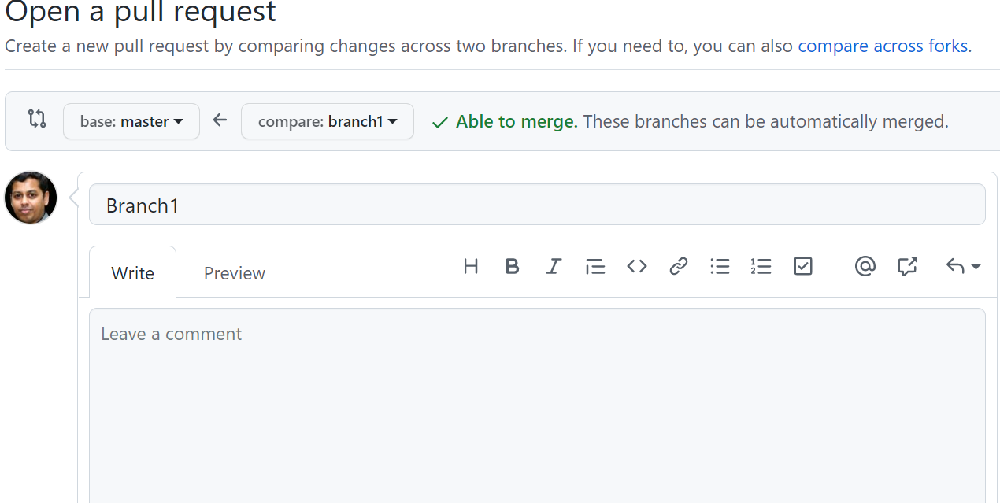 Open a pull request
Create a new pull request by comparing changes across two branches. If you need to, you can also compare across forks.
base: master compare: branch1 Able to merge. These branches can be automatically merged.
Branch1
Write Preview H B I @
Leave a comment